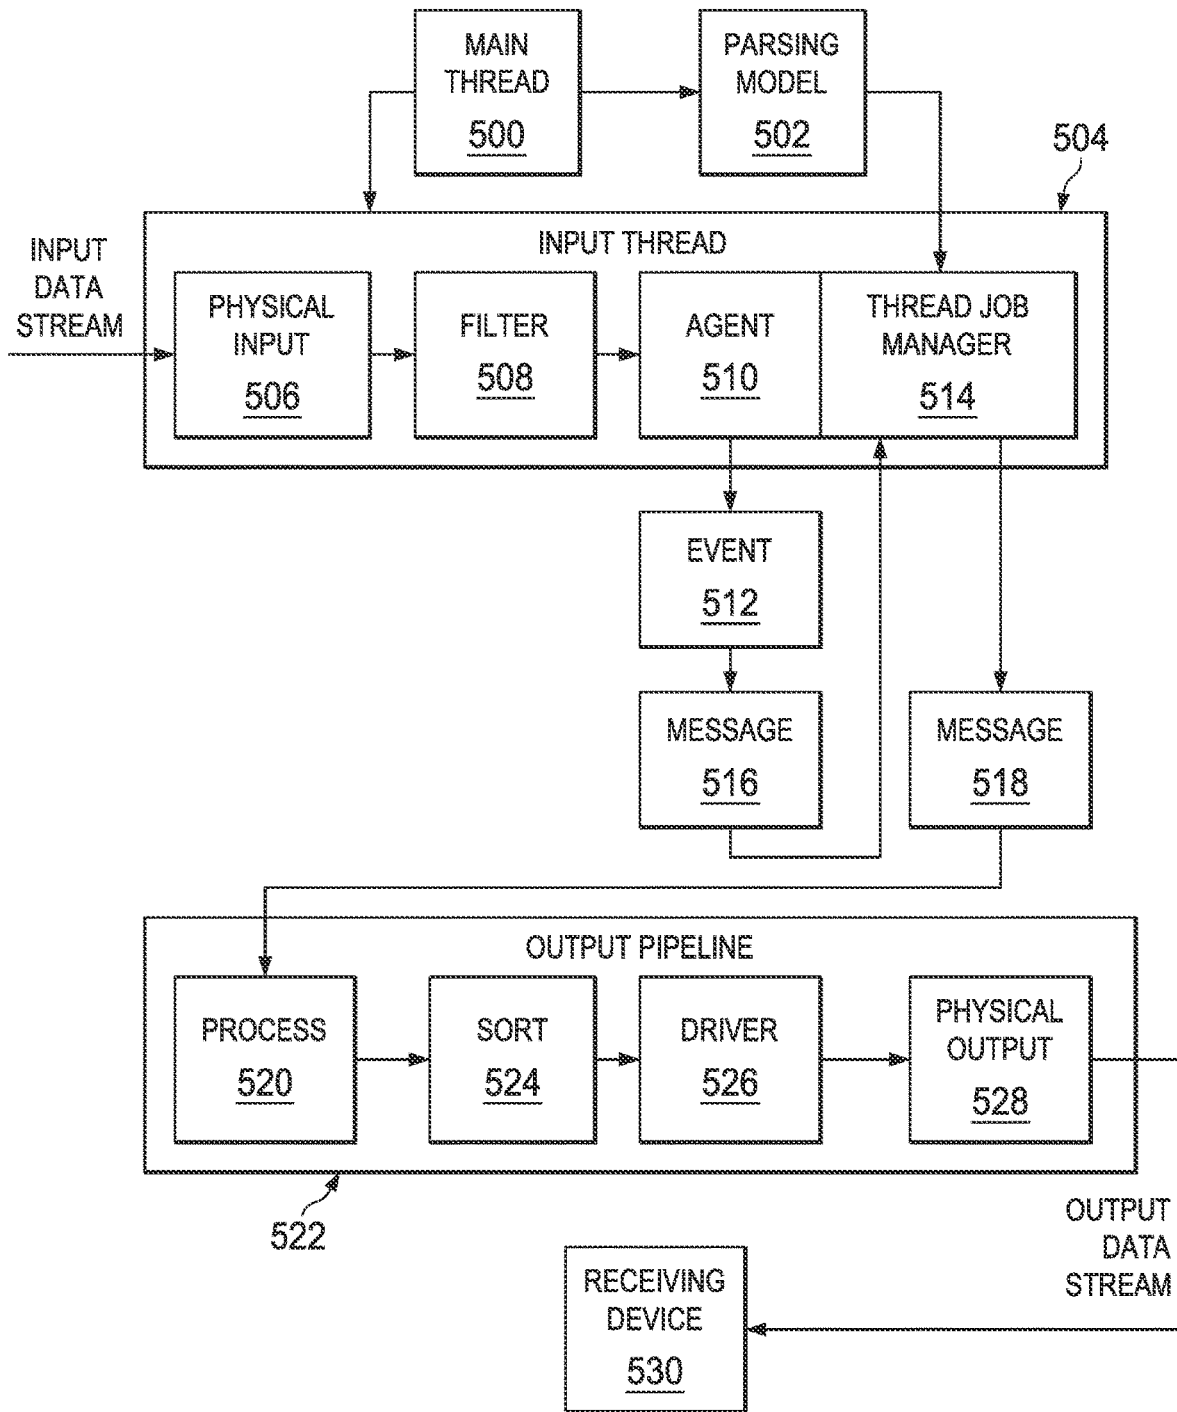 MAIN
THREAD
500
PARSING
MODEL
502
504
INPUT
DATA
STREAM
INPUT THREAD
PHYSICAL
INPUT
506
FILTER
508
AGENT
510
THREAD JOB
MANAGER
514
EVENT
512
MESSAGE
516
MESSAGE
518
OUTPUT PIPELINE
PROCESS
520
SORT
524
DRIVER
526
PHYSICAL
OUTPUT
528
522
OUTPUT
DATA
STREAM
RECEIVING
DEVICE
530